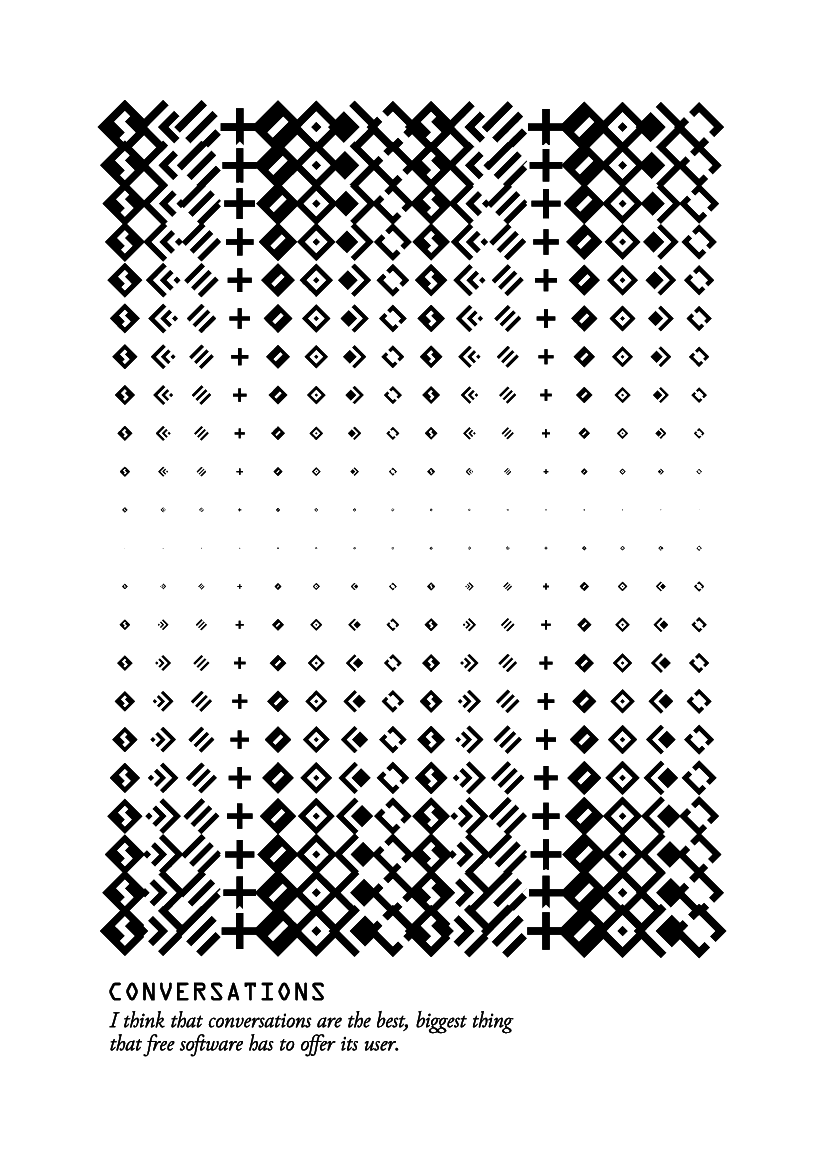 CONVERSATIONS
I think that conversations are the best, biggest thing
that free software has to offer its user.